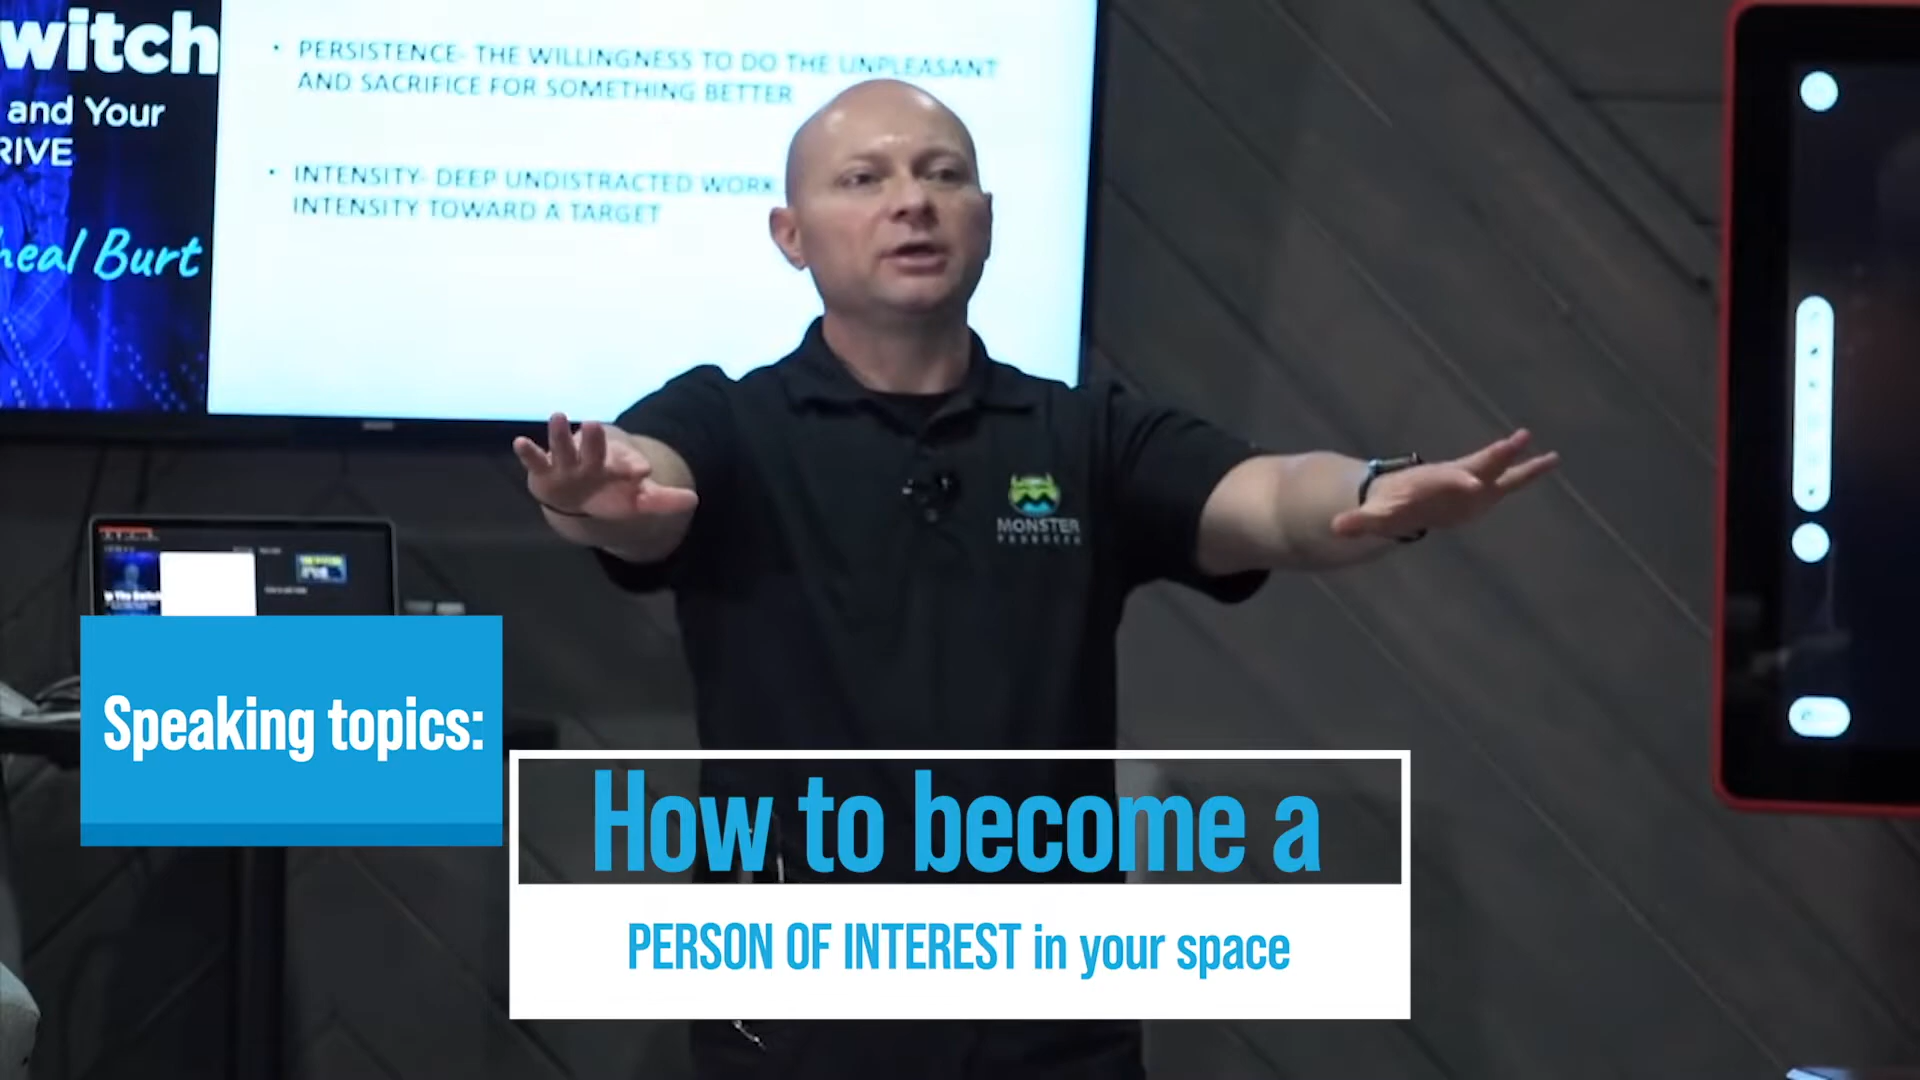 witch
and Your
RIVE
heal Burt
• PERSISTENCE- THE WILLINGNESS TO DO THE UNPLEASANT
AND SACRIFICE FOR SOMETHING BETTER
• INTENSITY- DEEP UNDISTRACTED WORK
INTENSITY TOWARD A TARGET
MONSTER
PRODUCER
Speaking topics:
How to become a
PERSON OF INTEREST in your space